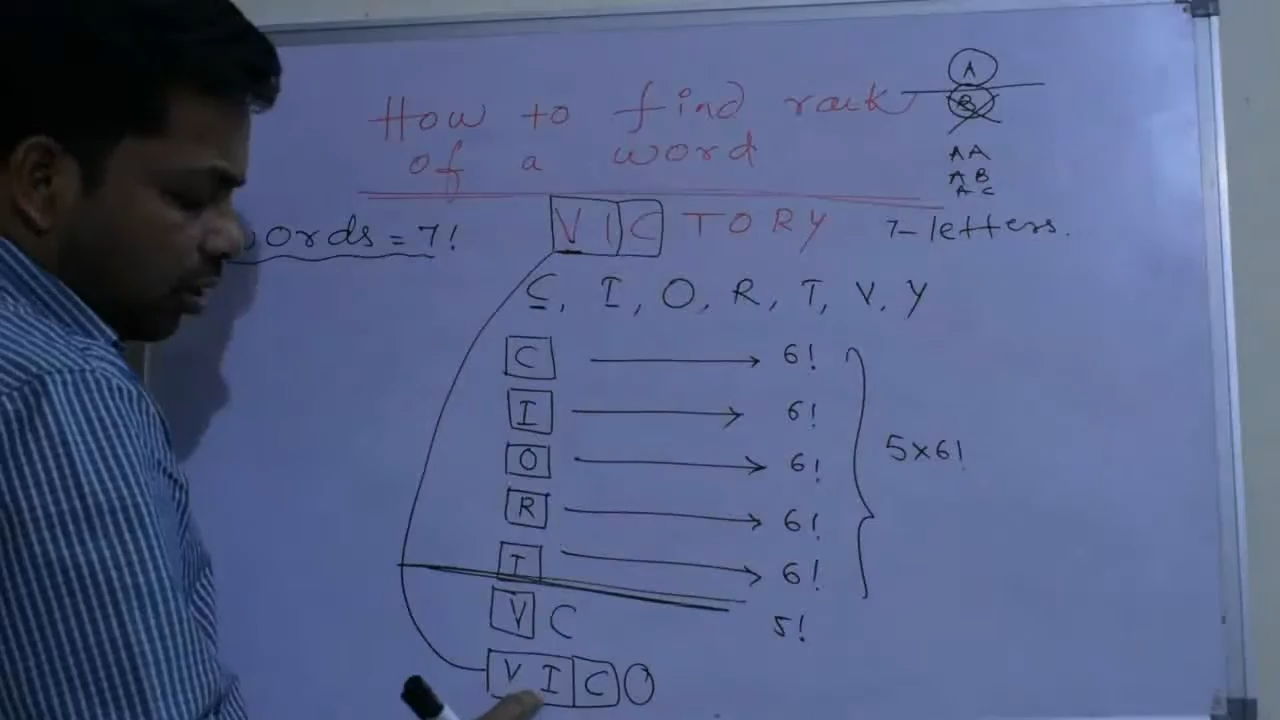 How to find rank
of a word
A
B
AA
AB
AC
words = 7!
VICTORY
7-letters.
C, I, O, R, T, V, Y
C → 6!
I → 6!
O → 6!
R → 6!
T → 6!
5×6!
V C 5!
V I C O